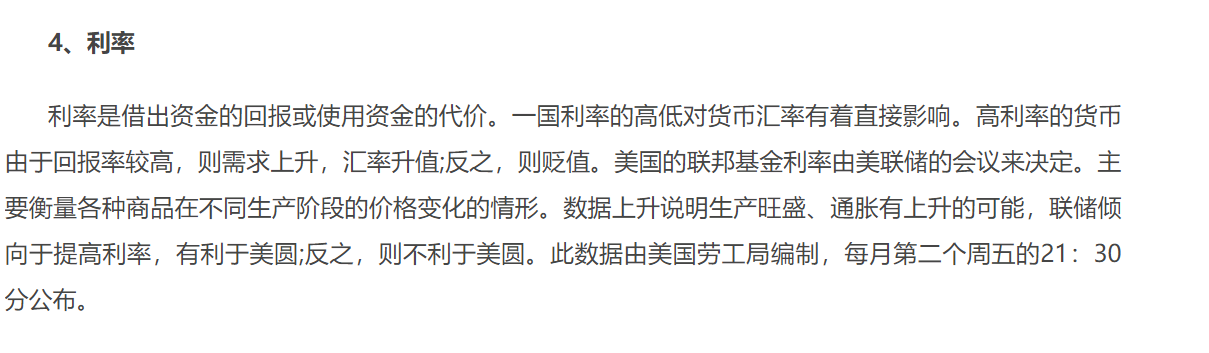 4、利率
利率是借出资金的回报或使用资金的代价。一国利率的高低对货币汇率有着直接影响。高利率的货币
由于回报率较高，则需求上升，汇率升值;反之，则贬值。美国的联邦基金利率由美联储的会议来决定。主
要衡量各种商品在不同生产阶段的价格变化的情形。数据上升说明生产旺盛、通胀有上升的可能，联储倾
向于提高利率，有利于美圆;反之，则不利于美圆。此数据由美国劳工局编制，每月第二个周五的21：30
分公布。